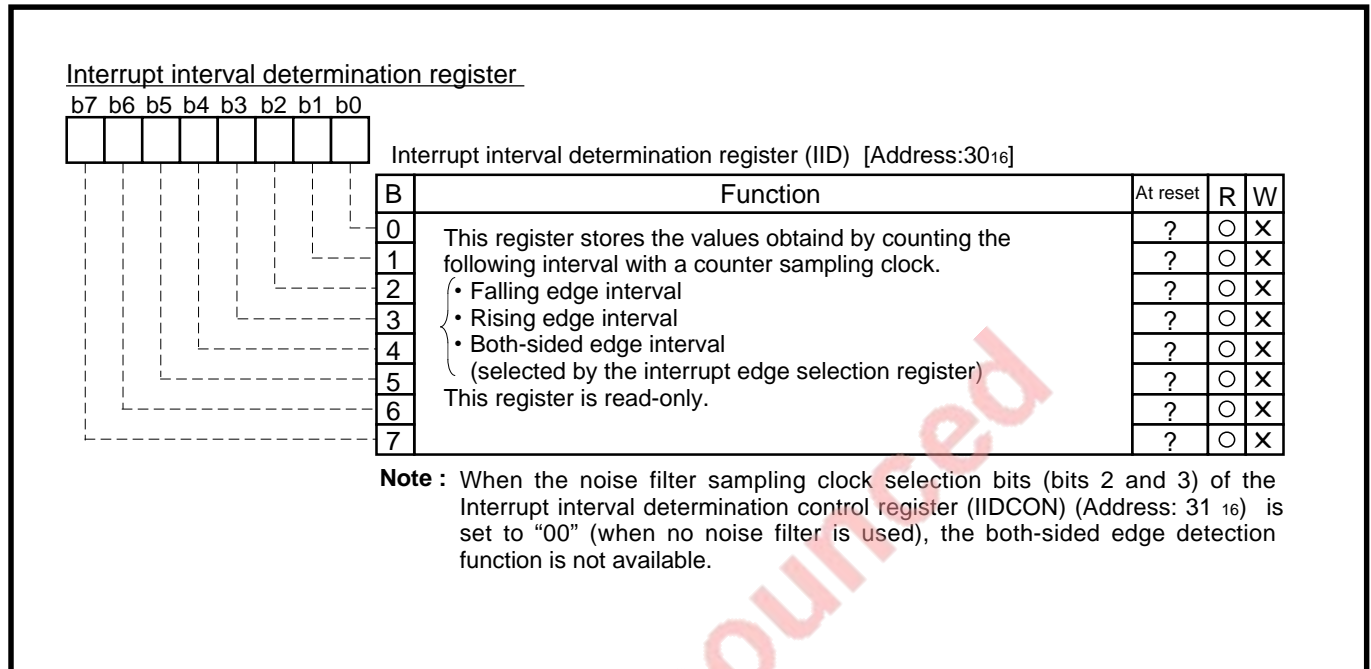 Interrupt interval determination register
b7 b6 b5 b4 b3 b2 b1 b0
Interrupt interval determination register (IID) [Address:3016]
B Function At reset R W
0 ? ○ ×
This register stores the values obtaind by counting the
1 ? ○ ×
following interval with a counter sampling clock.
2 ? ○ ×
• Falling edge interval
3 ? ○ ×
• Rising edge interval
4 ? ○ ×
• Both-sided edge interval
5 ? ○ ×
(selected by the interrupt edge selection register)
6 ? ○ ×
This register is read-only.
7 ? ○ ×
Note : When the noise filter sampling clock selection bits (bits 2 and 3) of the
Interrupt interval determination control register (IIDCON) (Address: 31 16) is
set to “00” (when no noise filter is used), the both-sided edge detection
function is not available.
ounced